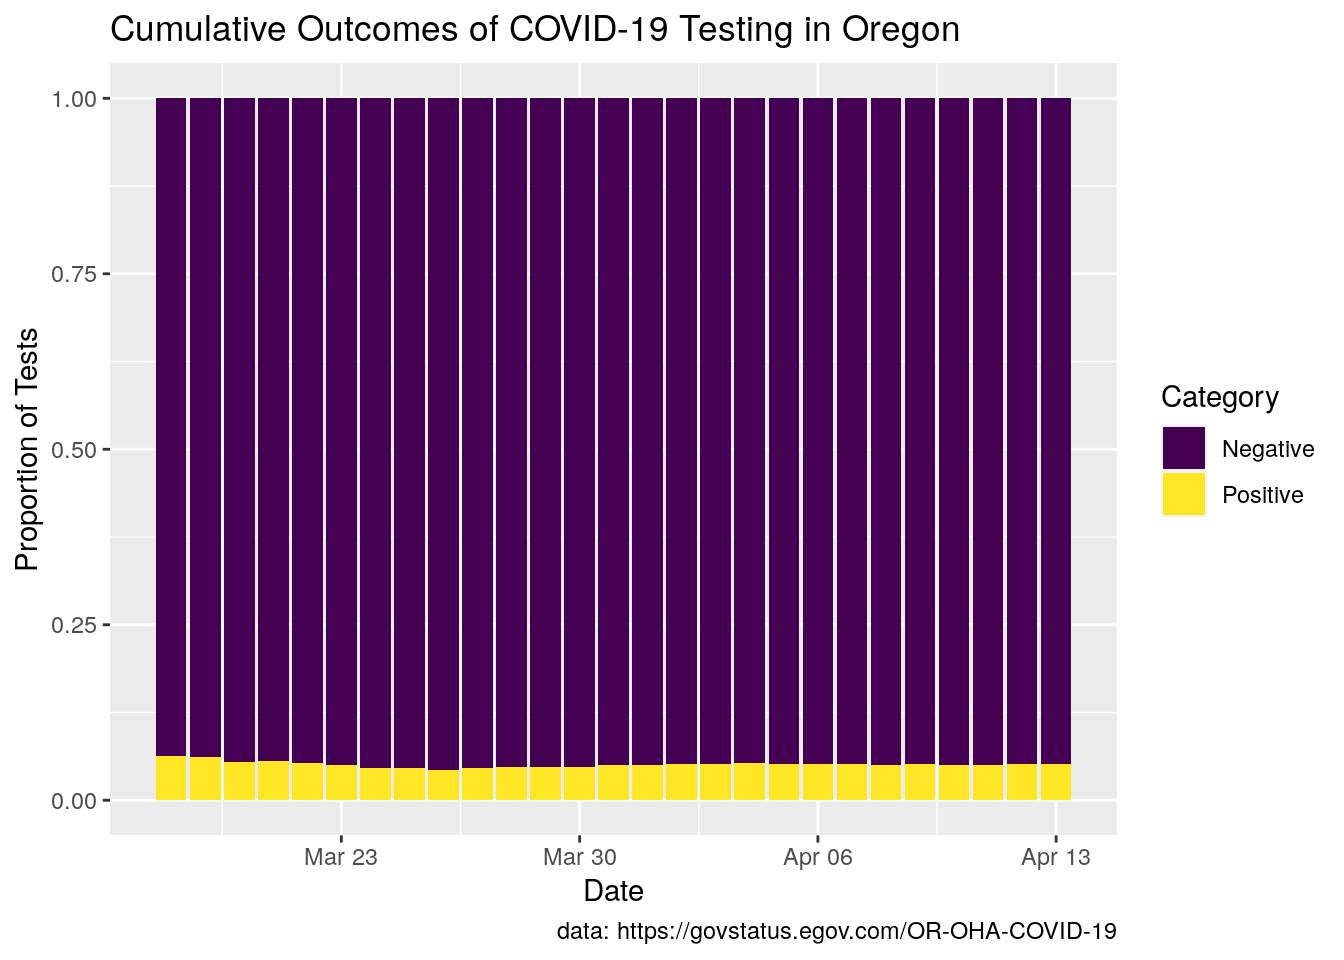 Cumulative Outcomes of COVID-19 Testing in Oregon
1.00
0.75
0.50
0.25
0.00
Proportion of Tests
Mar 23
Mar 30
Apr 06
Apr 13
Date
Category
Negative
Positive
data: https://govstatus.egov.com/OR-OHA-COVID-19